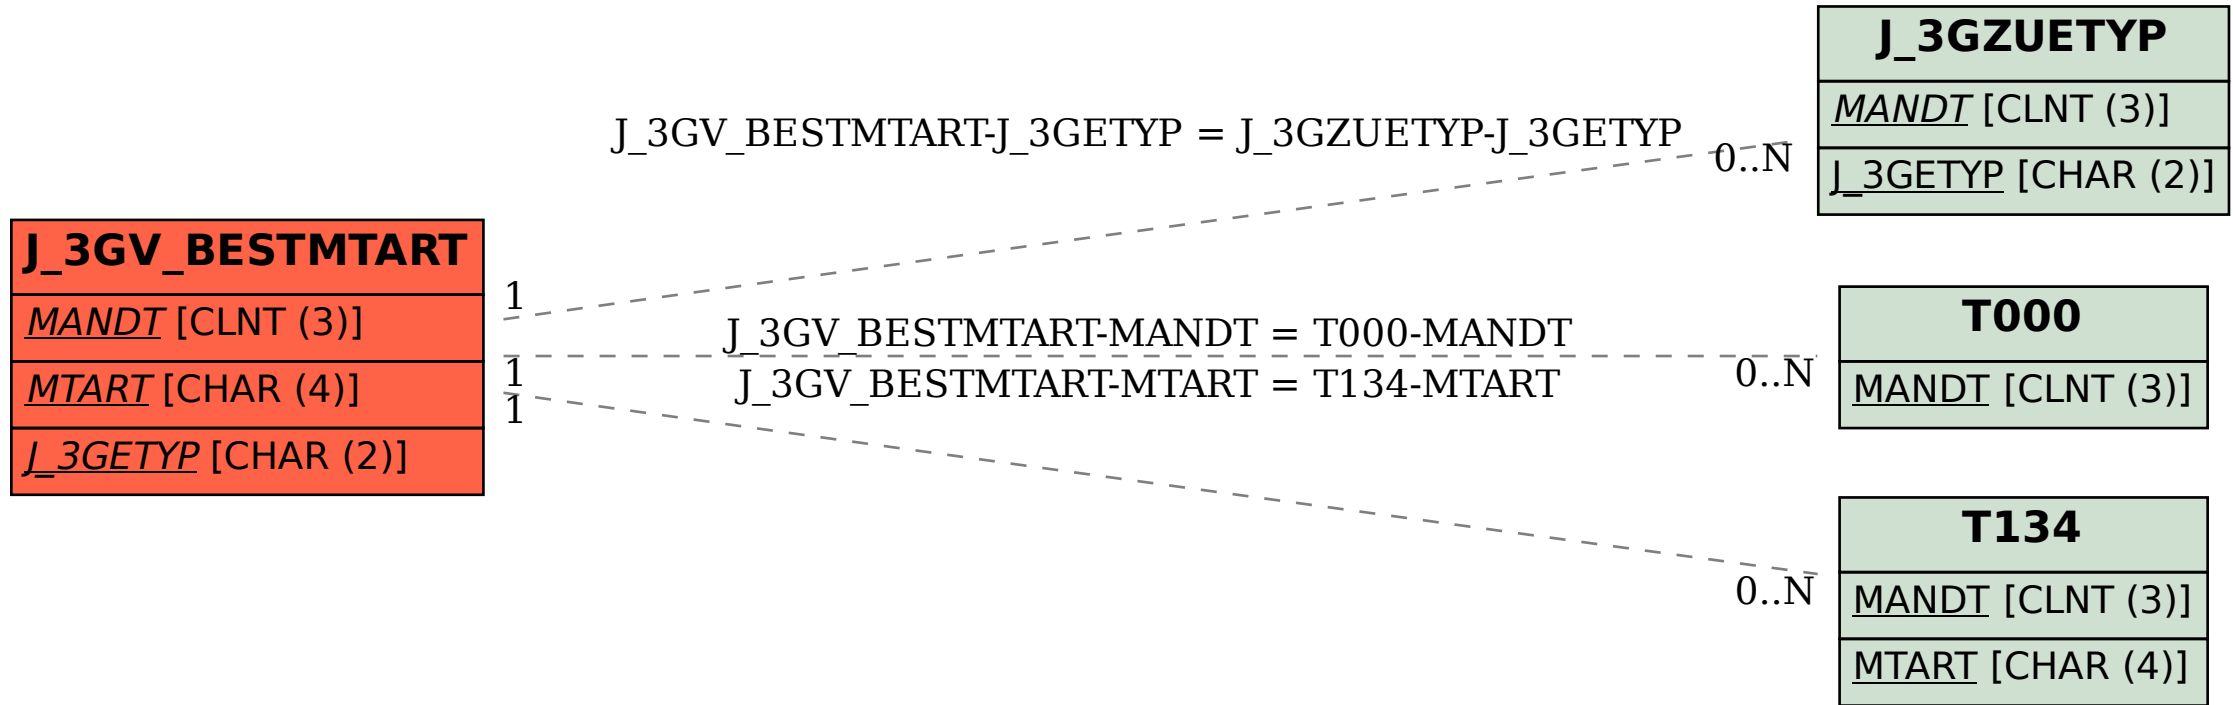 J_3GV_BESTMTART
MANDT [CLNT (3)]
MTART [CHAR (4)]
J_3GETYP [CHAR (2)]
J_3GV_BESTMTART-J_3GETYP = J_3GZUETYP-J_3GETYP
1
0..N
J_3GV_BESTMTART-MANDT = T000-MANDT
1
0..N
J_3GV_BESTMTART-MTART = T134-MTART
1
0..N
J_3GZUETYP
MANDT [CLNT (3)]
J_3GETYP [CHAR (2)]
T000
MANDT [CLNT (3)]
T134
MANDT [CLNT (3)]
MTART [CHAR (4)]